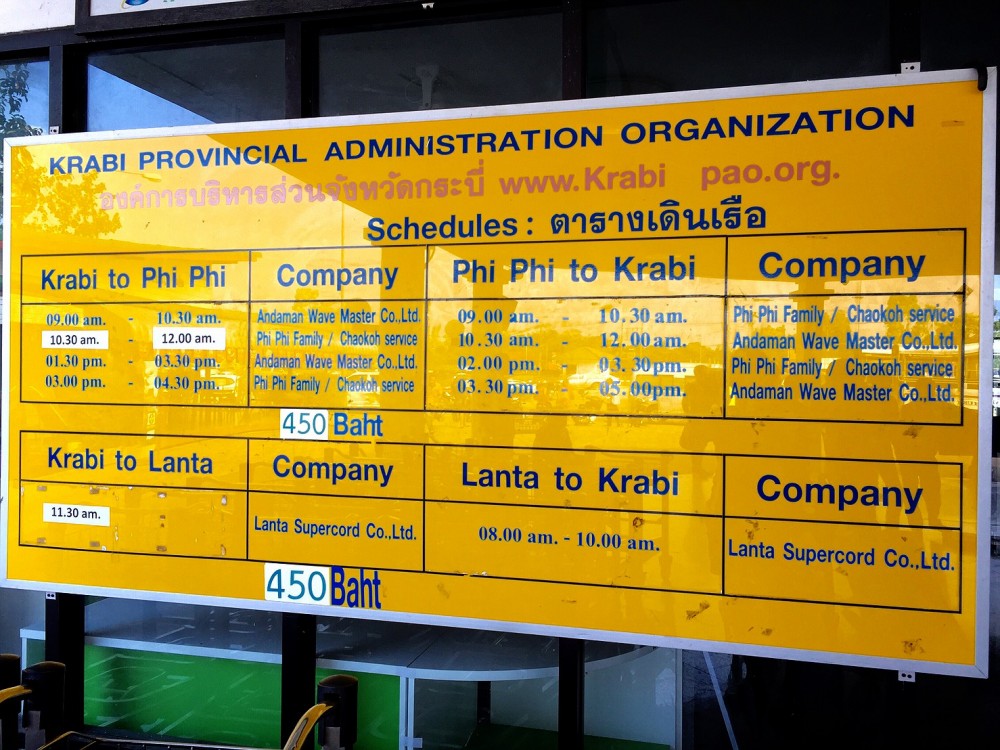 KRABI PROVINCIAL ADMINISTRATION ORGANIZATION
องค์การบริหารส่วนจังหวัดกระบี่ www.Krabi pao.org.
Schedules : ตารางเดินเรือ
Krabi to Phi Phi Company Phi Phi to Krabi Company
09.00 am. - 10.30 am. Andaman Wave Master Co.,Ltd. 09.00 am. - 10.30 am. Phi Phi Family / Chaokoh service
10.30 am. - 12.00 am. Phi Phi Family / Chaokoh service 10.30 am. - 12.00 am. Andaman Wave Master Co.,Ltd.
01.30 pm. - 03.30 pm. Andaman Wave Master Co.,Ltd. 02.00 pm. - 03.30pm. Phi Phi Family / Chaokoh service
03.00 pm. - 04.30 pm. Phi Phi Family / Chaokoh service 03.30 pm. - 05.00pm. Andaman Wave Master Co.,Ltd.
450 Baht
Krabi to Lanta Company Lanta to Krabi Company
11.30 am. Lanta Supercord Co.,Ltd. 08.00 am. - 10.00 am. Lanta Supercord Co.,Ltd.
450 Baht